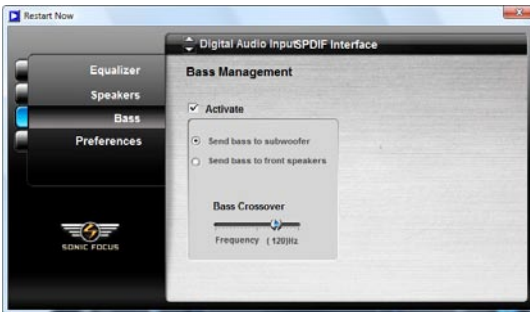 Restart Now
Digital Audio InputSPDIF Interface
Equalizer
Speakers
Bass
Preferences
Bass Management
Activate
Send bass to subwoofer
Send bass to front speakers
Bass Crossover
Frequency ( 120)Hz
SONIC FOCUS